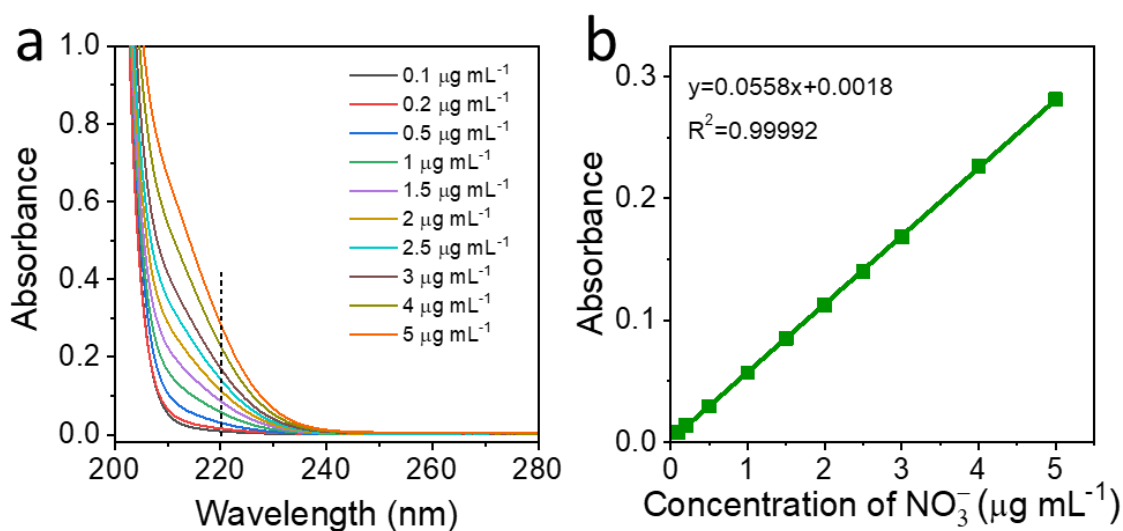 a
1.0
0.8
0.6
0.4
0.2
0.0
Absorbance
0.1 μg mL⁻¹
0.2 μg mL⁻¹
0.5 μg mL⁻¹
1 μg mL⁻¹
1.5 μg mL⁻¹
2 μg mL⁻¹
2.5 μg mL⁻¹
3 μg mL⁻¹
4 μg mL⁻¹
5 μg mL⁻¹
200 220 240 260 280
Wavelength (nm)
b
0.3
0.2
0.1
0.0
Absorbance
y=0.0558x+0.0018
R²=0.99992
0 1 2 3 4 5
Concentration of NO₃⁻ (μg mL⁻¹)